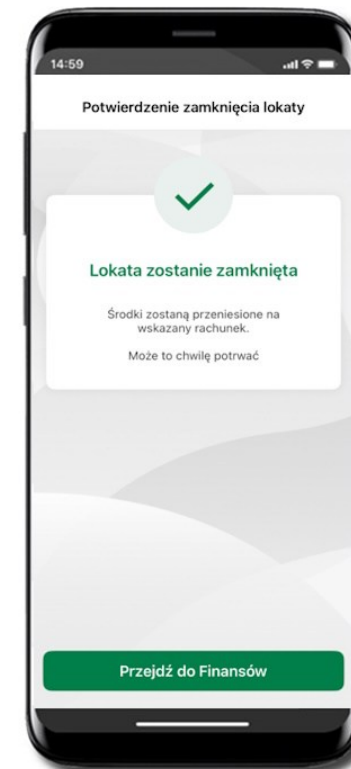 14:59
Potwierdzenie zamknięcia lokaty
Lokata zostanie zamknięta
Środki zostaną przeniesione na
wskazany rachunek.
Może to chwilę potrwać
Przejdź do Finansów